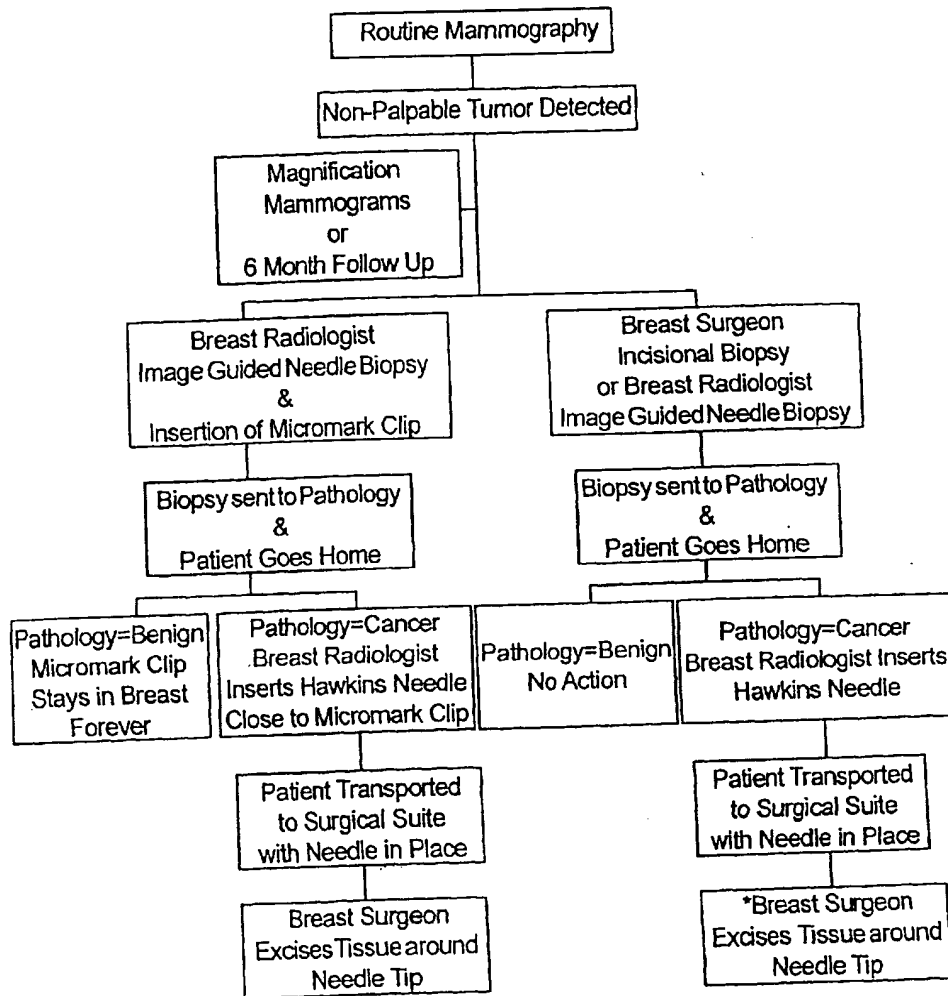 Routine Mammography
Non-Palpable Tumor Detected
Magnification
Mammograms
or
6 Month Follow Up
Breast Radiologist
Image Guided Needle Biopsy
&
Insertion of Micromark Clip
Breast Surgeon
Incisional Biopsy
or Breast Radiologist
Image Guided Needle Biopsy
Biopsy sent to Pathology
&
Patient Goes Home
Biopsy sent to Pathology
&
Patient Goes Home
Pathology=Benign
Micromark Clip
Stays in Breast
Forever
Pathology=Cancer
Breast Radiologist
Inserts Hawkins Needle
Close to Micromark Clip
Pathology=Benign
No Action
Pathology=Cancer
Breast Radiologist Inserts
Hawkins Needle
Patient Transported
to Surgical Suite
with Needle in Place
Patient Transported
to Surgical Suite
with Needle in Place
Breast Surgeon
Excises Tissue around
Needle Tip
*Breast Surgeon
Excises Tissue around
Needle Tip